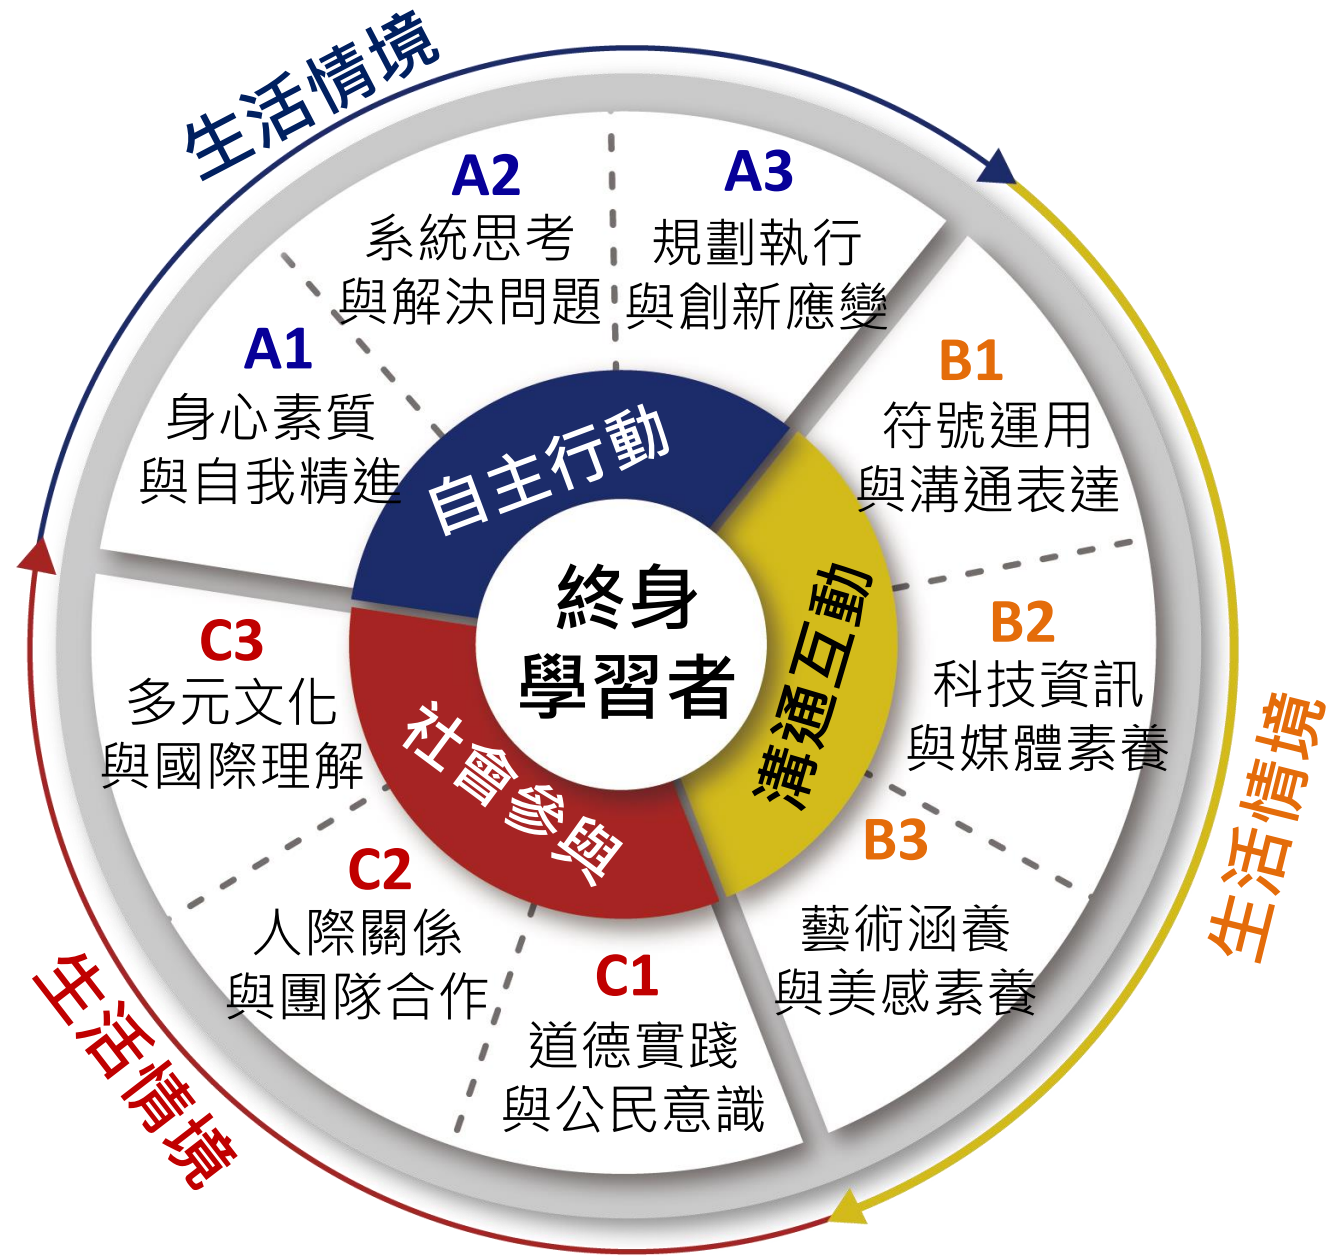 生活情境
A1
身心素質
與自我精進
A2
系統思考
與解決問題
A3
規劃執行
與創新應變
自主行動
B1
符號運用
與溝通表達
B2
科技資訊
與媒體素養
B3
藝術涵養
與美感素養
溝通互動
生活情境
終身
學習者
C1
道德實踐
與公民意識
C2
人際關係
與團隊合作
C3
多元文化
與國際理解
社會參與
生活情境